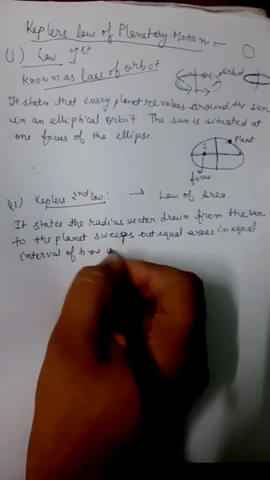 Keplers law of Planetary Motion :-
(i) Law 1st
Known as law of orbit
orbit
It states that every planet revolves around the sun
in an elliptical orbit. The sun is situated at
one focus of the ellipse.
Planet
S
focus
(ii) Keplers 2nd law: → Law of Area
It states the radius vector drawn from the sun
to the planet sweeps out equal areas in equal
interval of time